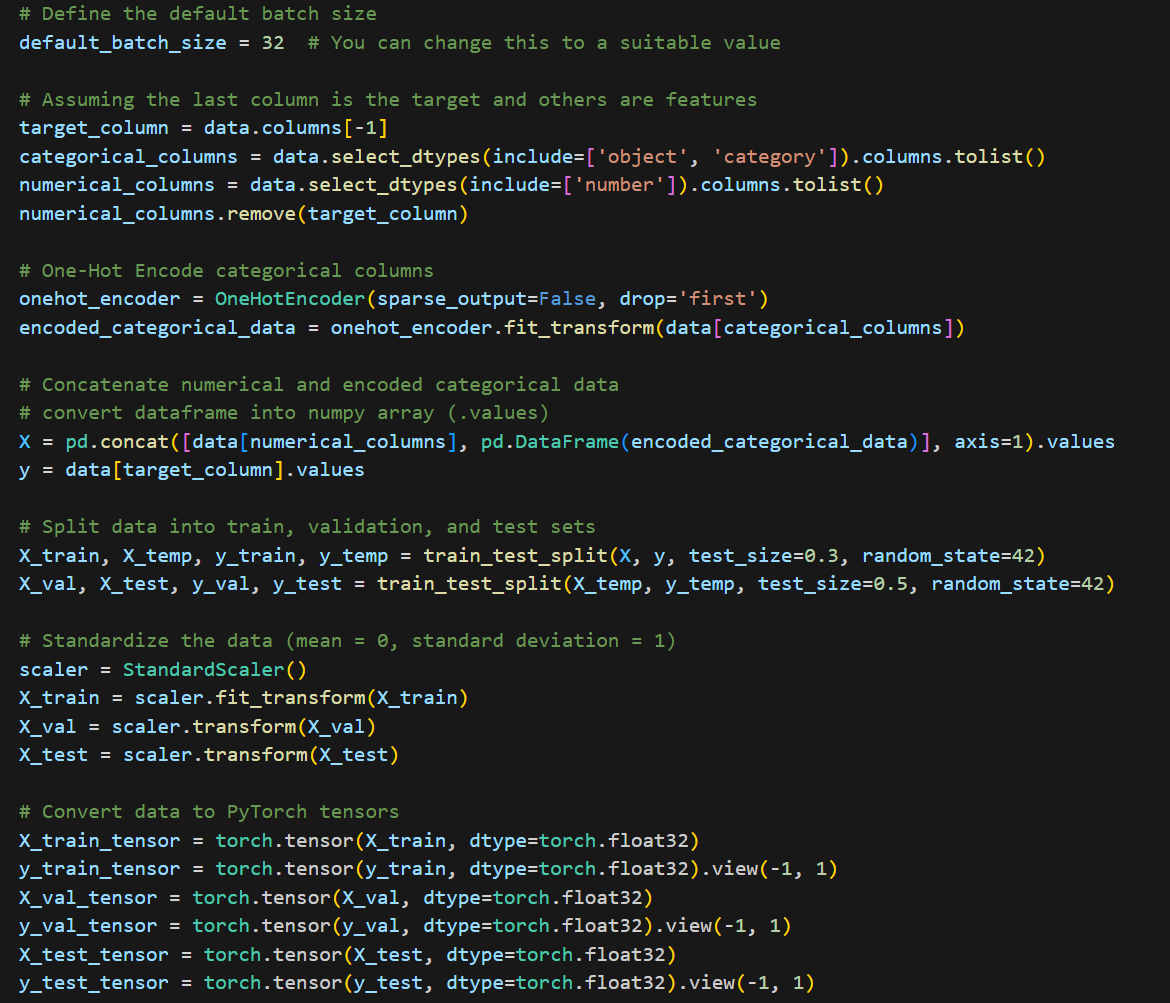 # Define the default batch size
default_batch_size = 32  # You can change this to a suitable value

# Assuming the last column is the target and others are features
target_column = data.columns[-1]
categorical_columns = data.select_dtypes(include=['object', 'category']).columns.tolist()
numerical_columns = data.select_dtypes(include=['number']).columns.tolist()
numerical_columns.remove(target_column)

# One-Hot Encode categorical columns
onehot_encoder = OneHotEncoder(sparse_output=False, drop='first')
encoded_categorical_data = onehot_encoder.fit_transform(data[categorical_columns])

# Concatenate numerical and encoded categorical data
# convert dataframe into numpy array (.values)
X = pd.concat([data[numerical_columns], pd.DataFrame(encoded_categorical_data)], axis=1).values
y = data[target_column].values

# Split data into train, validation, and test sets
X_train, X_temp, y_train, y_temp = train_test_split(X, y, test_size=0.3, random_state=42)
X_val, X_test, y_val, y_test = train_test_split(X_temp, y_temp, test_size=0.5, random_state=42)

# Standardize the data (mean = 0, standard deviation = 1)
scaler = StandardScaler()
X_train = scaler.fit_transform(X_train)
X_val = scaler.transform(X_val)
X_test = scaler.transform(X_test)

# Convert data to PyTorch tensors
X_train_tensor = torch.tensor(X_train, dtype=torch.float32)
y_train_tensor = torch.tensor(y_train, dtype=torch.float32).view(-1, 1)
X_val_tensor = torch.tensor(X_val, dtype=torch.float32)
y_val_tensor = torch.tensor(y_val, dtype=torch.float32).view(-1, 1)
X_test_tensor = torch.tensor(X_test, dtype=torch.float32)
y_test_tensor = torch.tensor(y_test, dtype=torch.float32).view(-1, 1)